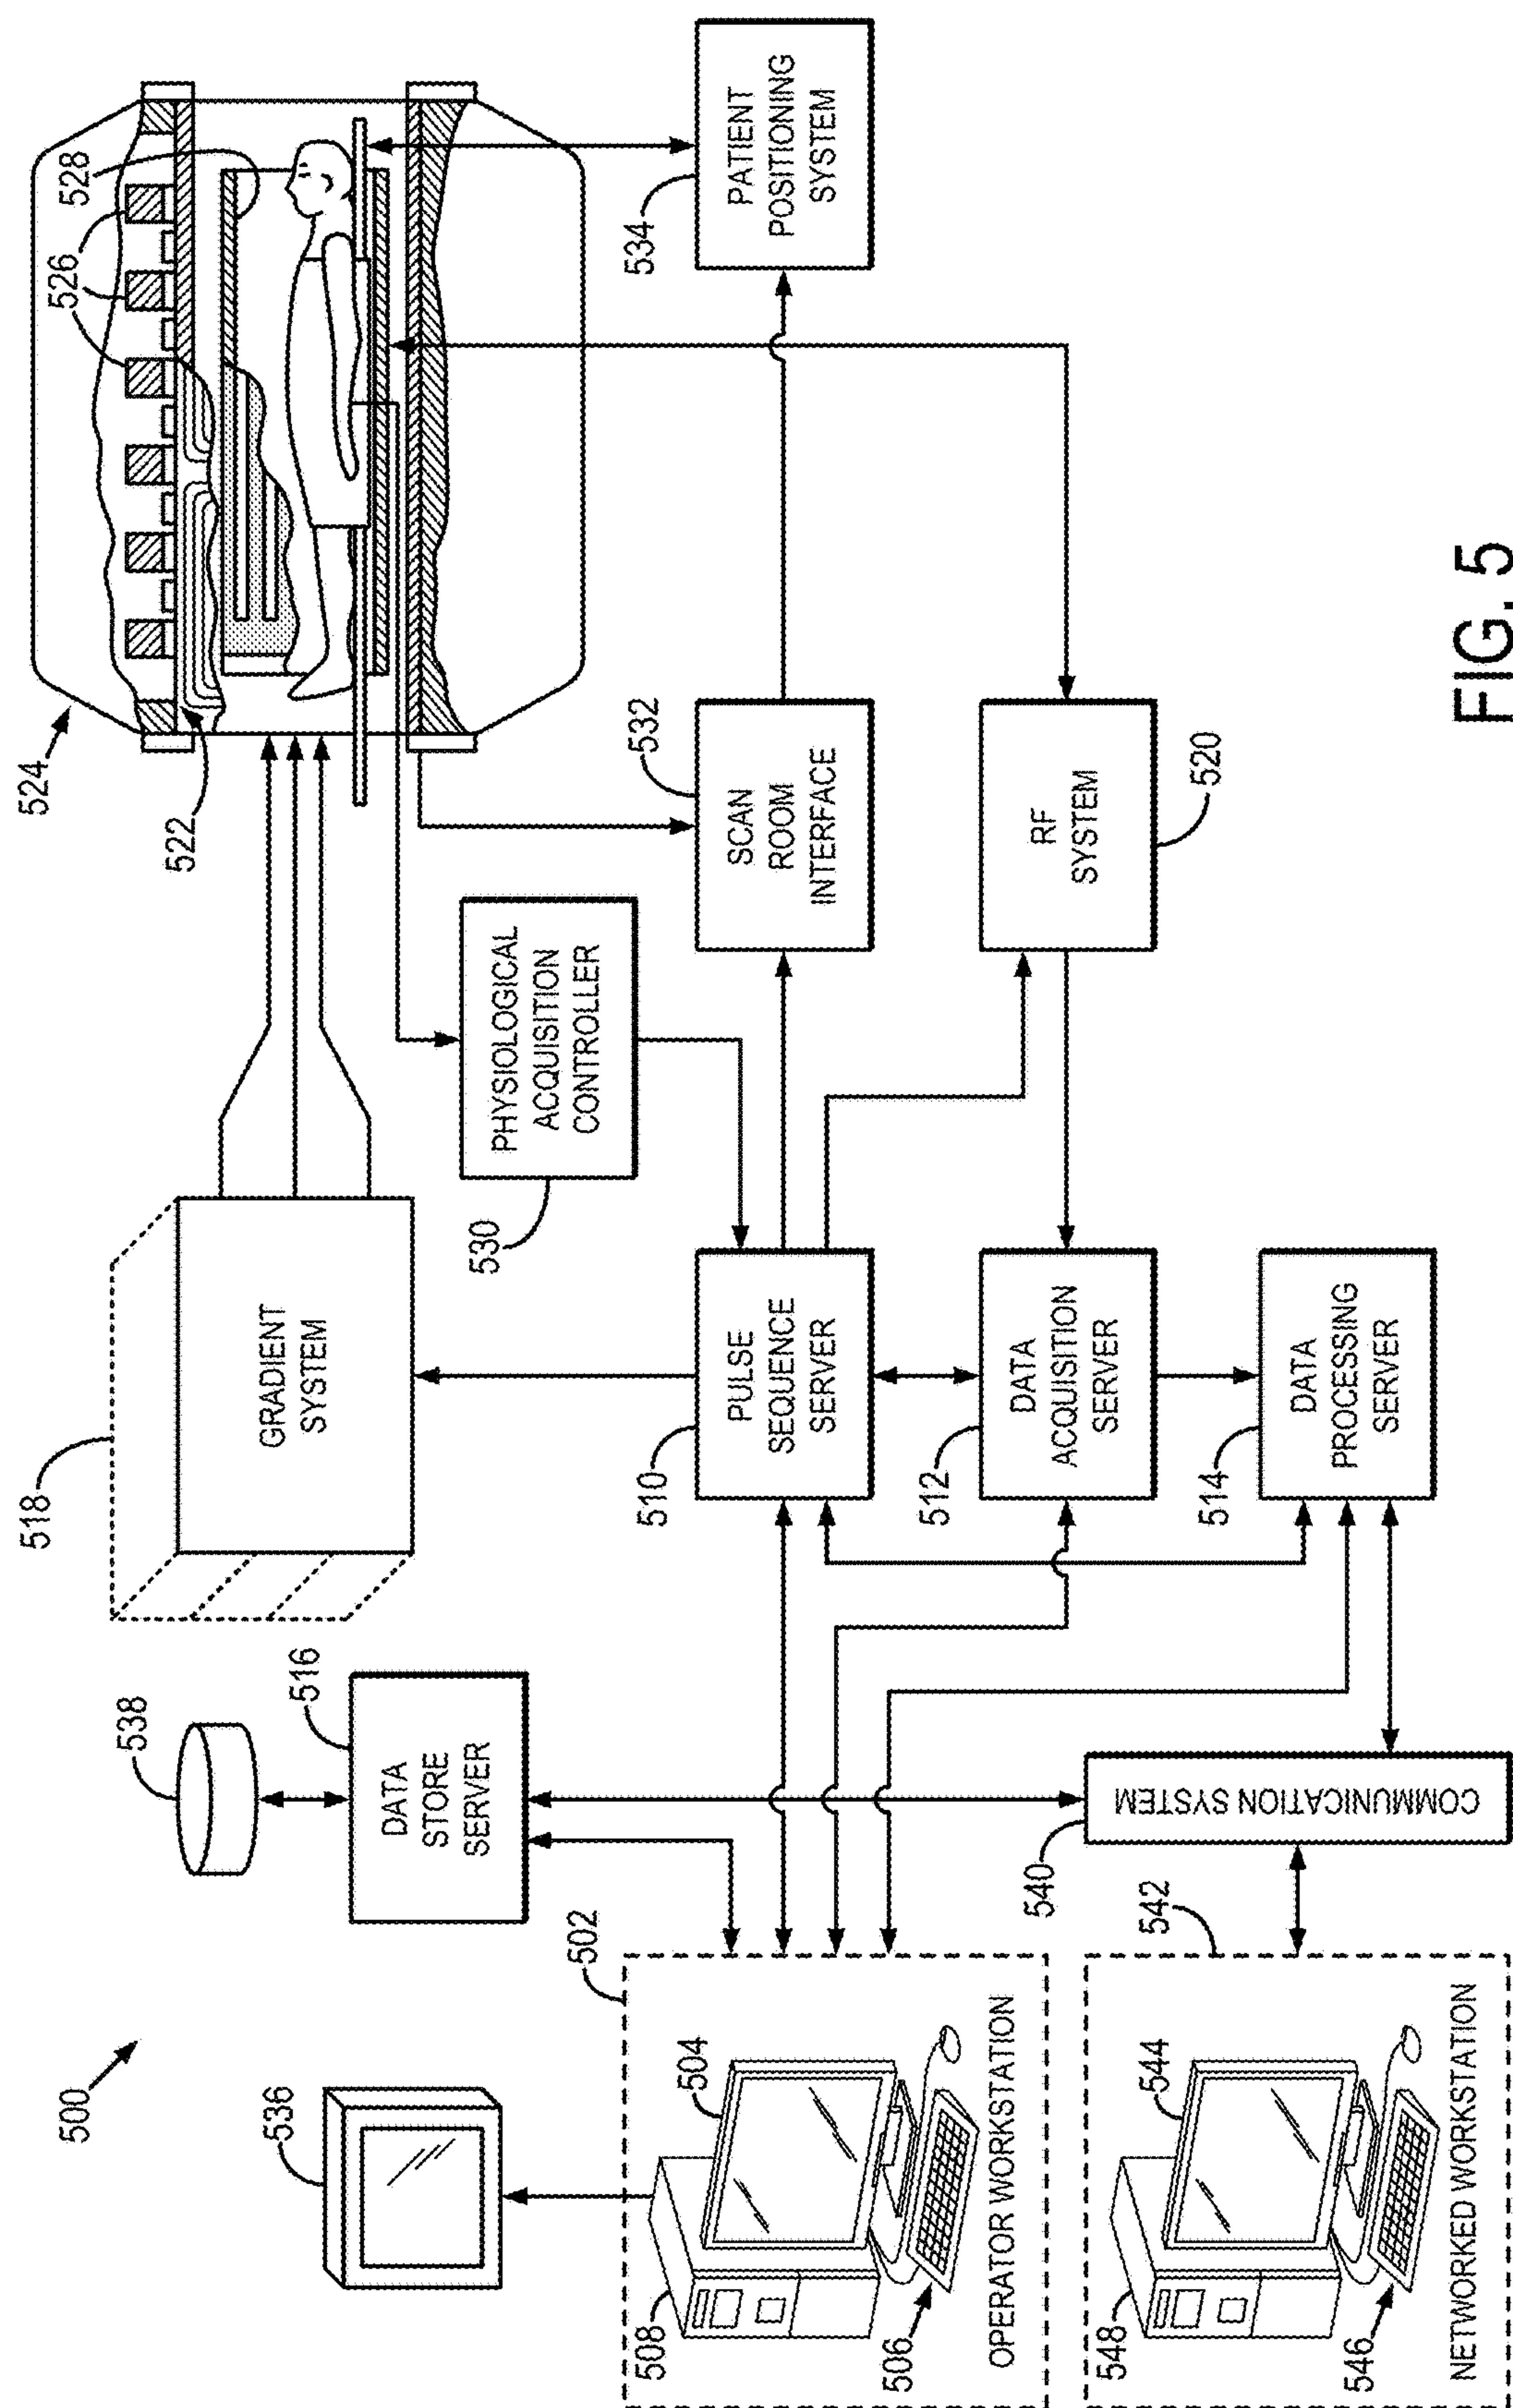 500
536
538
516
DATA
STORE
SERVER
518
GRADIENT
SYSTEM
524
522
526
528
530
PHYSIOLOGICAL
ACQUISITION
CONTROLLER
502
508
504
506
OPERATOR WORKSTATION
510
PULSE
SEQUENCE
SERVER
532
SCAN
ROOM
INTERFACE
534
PATIENT
POSITIONING
SYSTEM
512
DATA
ACQUISITION
SERVER
RF
SYSTEM
520
514
DATA
PROCESSING
SERVER
540
COMMUNICATION SYSTEM
542
548
544
546
NETWORKED WORKSTATION
FIG. 5